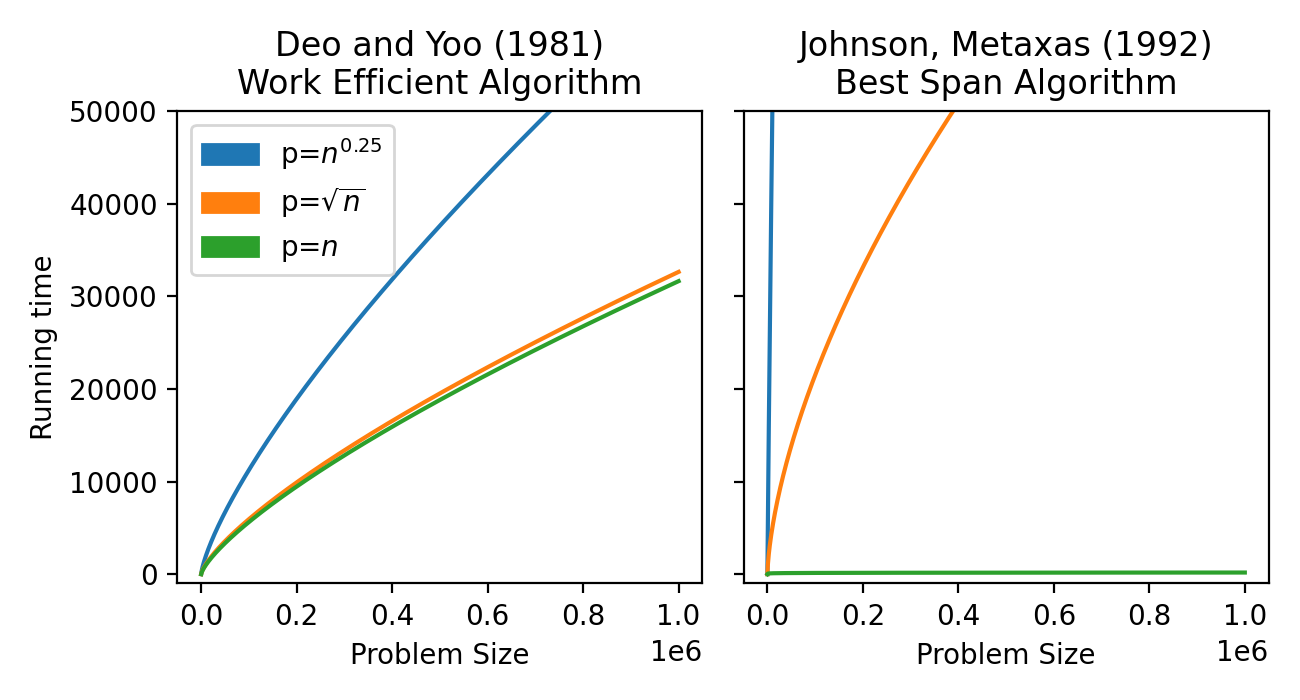 Deo and Yoo (1981)
Work Efficient Algorithm
Johnson, Metaxas (1992)
Best Span Algorithm
50000
40000
30000
20000
10000
0
Running time
p=n^0.25
p=√n
p=n
0.0 0.2 0.4 0.6 0.8 1.0
1e6
Problem Size
0.0 0.2 0.4 0.6 0.8 1.0
1e6
Problem Size